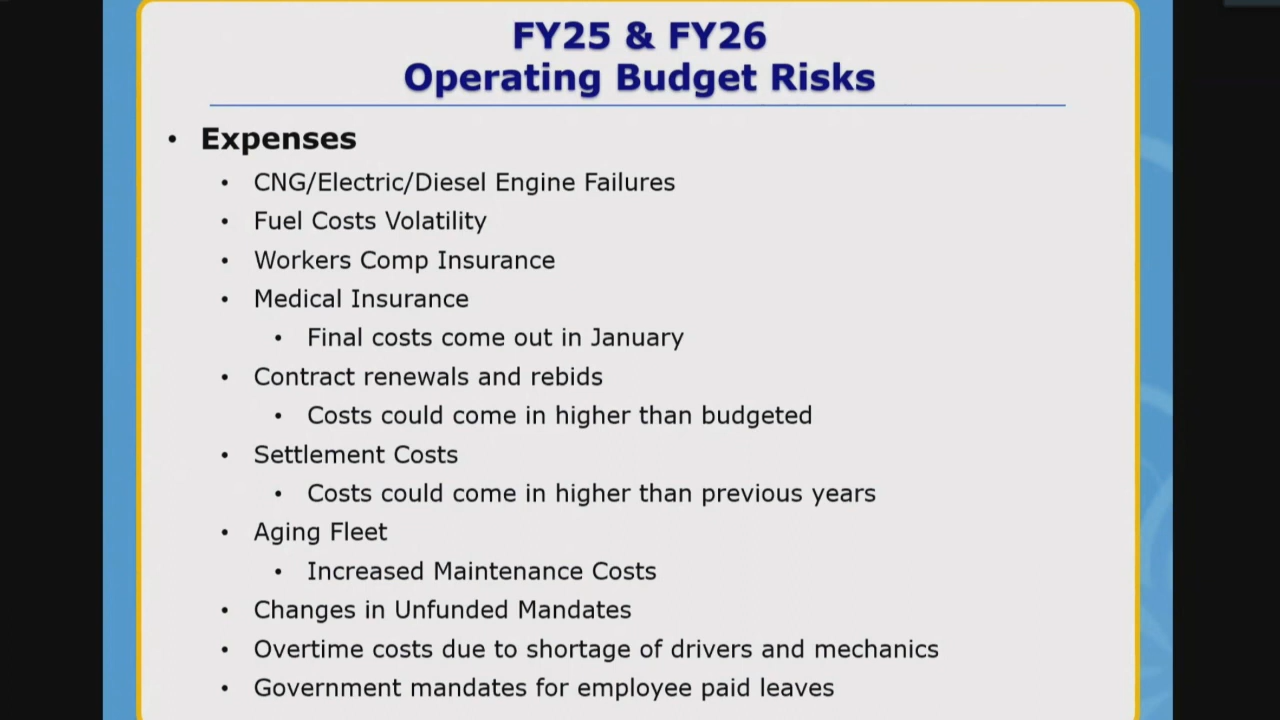 FY25 & FY26
Operating Budget Risks
• Expenses
• CNG/Electric/Diesel Engine Failures
• Fuel Costs Volatility
• Workers Comp Insurance
• Medical Insurance
• Final costs come out in January
• Contract renewals and rebids
• Costs could come in higher than budgeted
• Settlement Costs
• Costs could come in higher than previous years
• Aging Fleet
• Increased Maintenance Costs
• Changes in Unfunded Mandates
• Overtime costs due to shortage of drivers and mechanics
• Government mandates for employee paid leaves